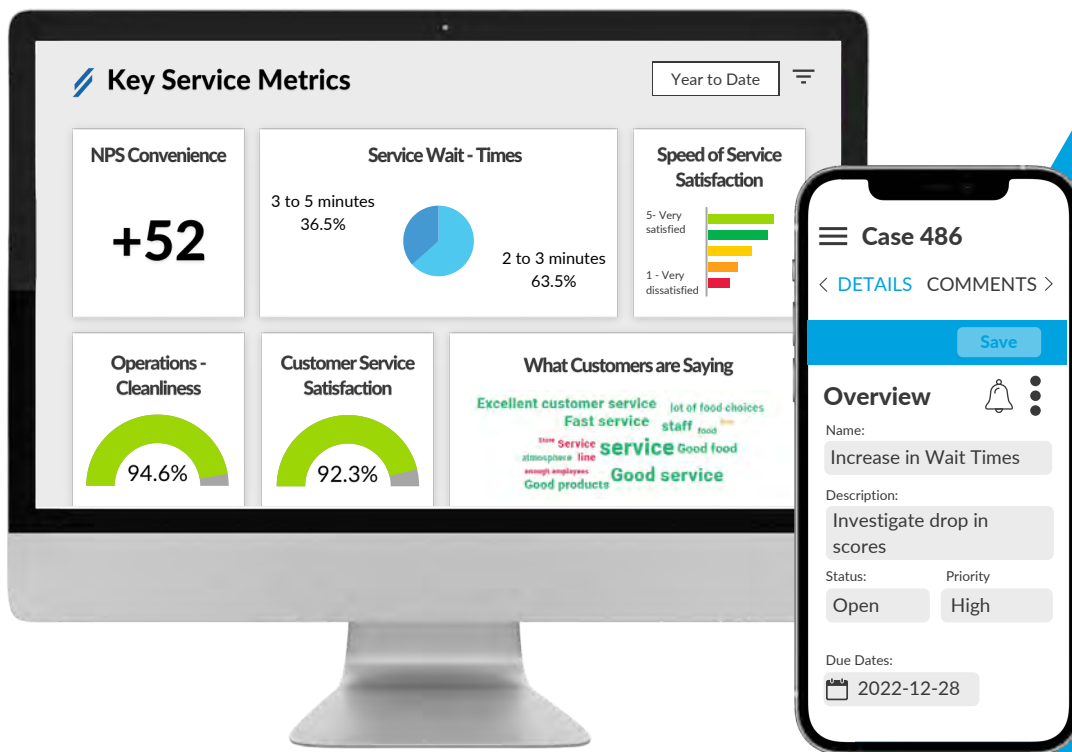 Key Service Metrics
Year to Date
NPS Convenience
+52
Service Wait - Times
3 to 5 minutes
36.5%
2 to 3 minutes
63.5%
Speed of Service
Satisfaction
5- Very
satisfied
1 - Very
dissatisfied
Operations -
Cleanliness
94.6%
Customer Service
Satisfaction
92.3%
What Customers are Saying
Excellent customer service
lot of food choices
Fast service
staff
food
Store
Service
service
Good food
atmosphere
line
enough employees
Good service
Good products
Case 486
< DETAILS COMMENTS >
Save
Overview
Name:
Increase in Wait Times
Description:
Investigate drop in
scores
Status:
Priority
Open
High
Due Dates:
2022-12-28